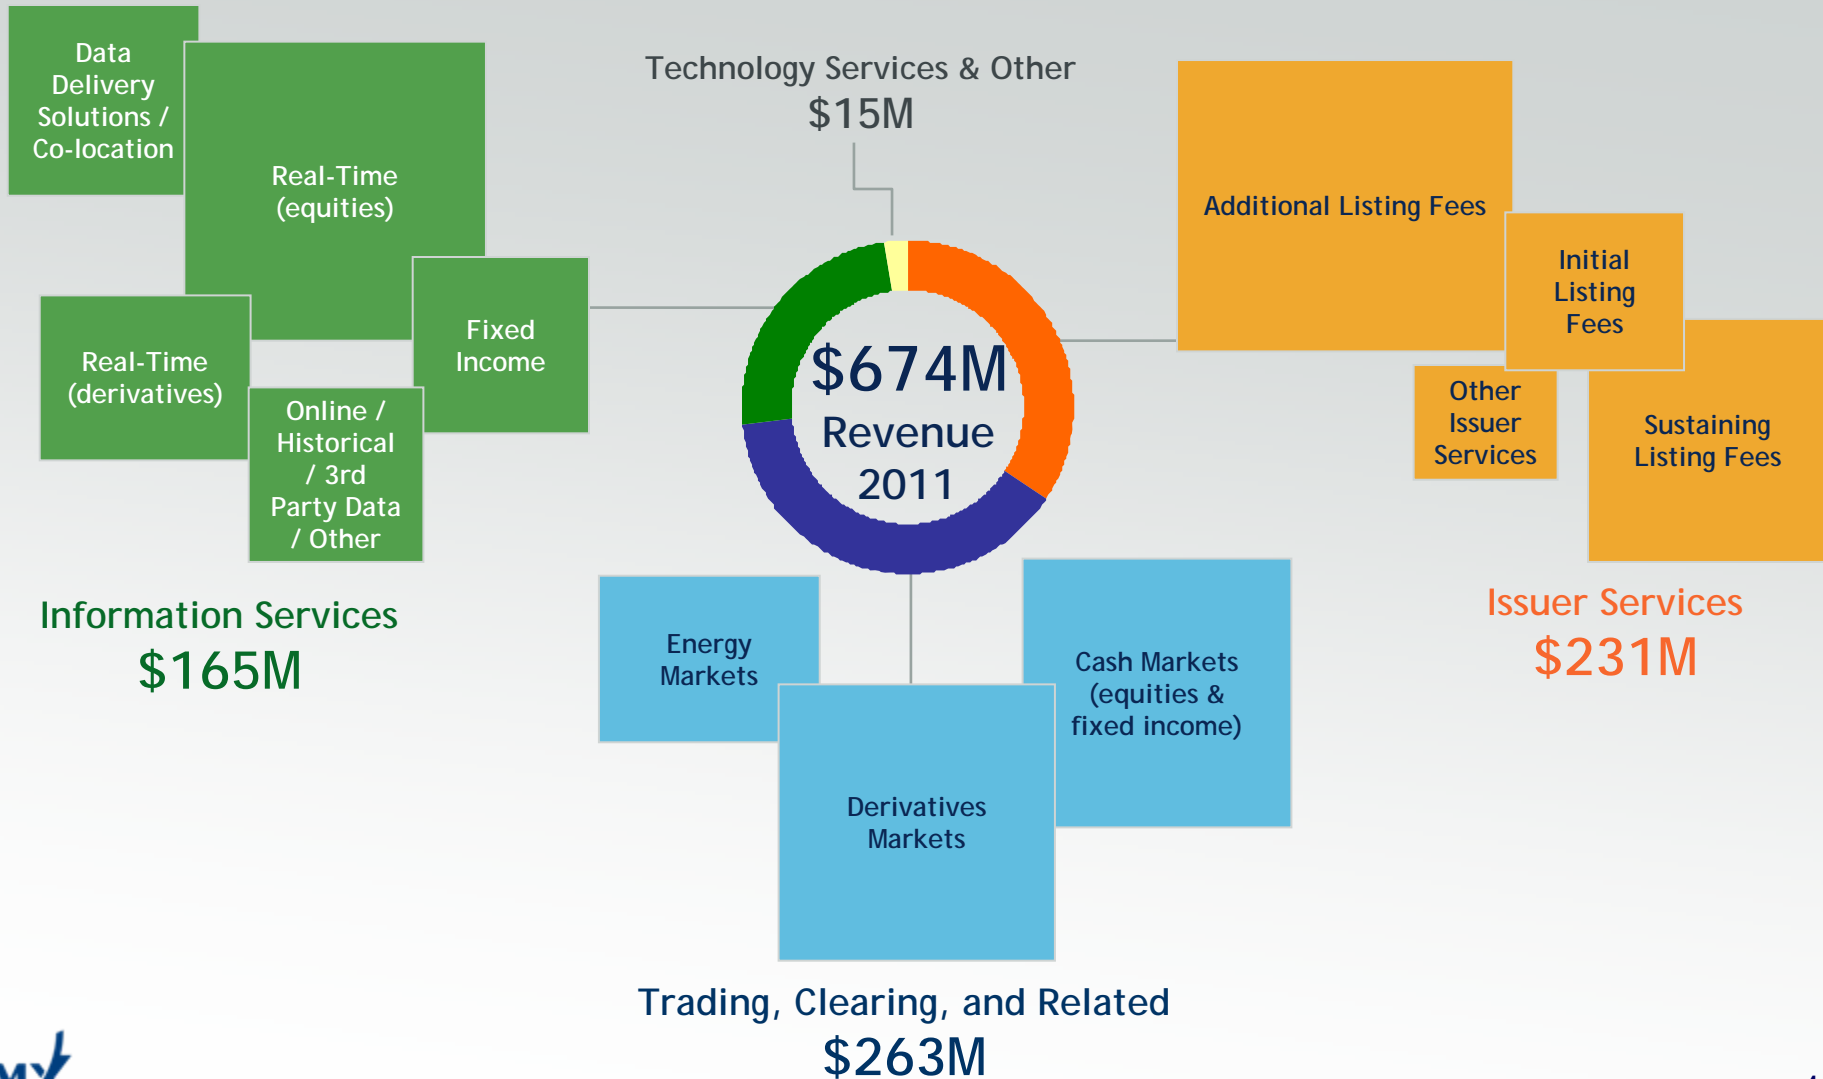 Data
Delivery
Solutions /
Co-location
Real-Time
(equities)
Real-Time
(derivatives)
Fixed
Income
Online /
Historical
/ 3rd
Party Data
/ Other
Information Services
$165M
Technology Services & Other
$15M
$674M
Revenue
2011
Additional Listing Fees
Initial
Listing
Fees
Other
Issuer
Services
Sustaining
Listing Fees
Issuer Services
$231M
Energy
Markets
Derivatives
Markets
Cash Markets
(equities &
fixed income)
Trading, Clearing, and Related
$263M